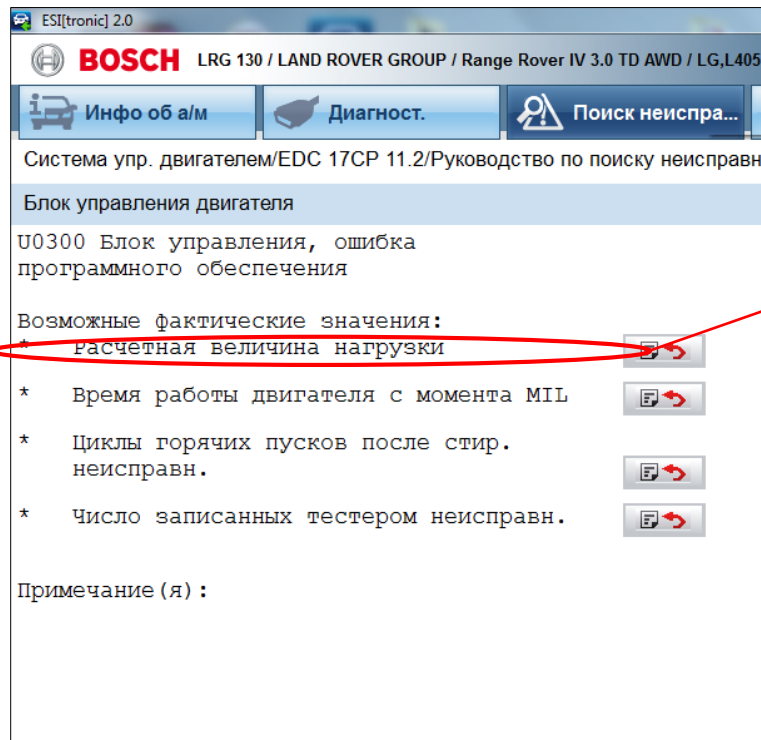 ESI[tronic] 2.0
BOSCH LRG 130 / LAND ROVER GROUP / Range Rover IV 3.0 TD AWD / LG,L405
Инфо об а/м Диагност. Поиск неиспра...
Система упр. двигателем/EDC 17CP 11.2/Руководство по поиску неисправн
Блок управления двигателя
U0300 Блок управления, ошибка
программного обеспечения
Возможные фактические значения:
* Расчетная величина нагрузки
* Время работы двигателя с момента MIL
* Циклы горячих пусков после стир.
неисправн.
* Число записанных тестером неисправн.
Примечание(я):